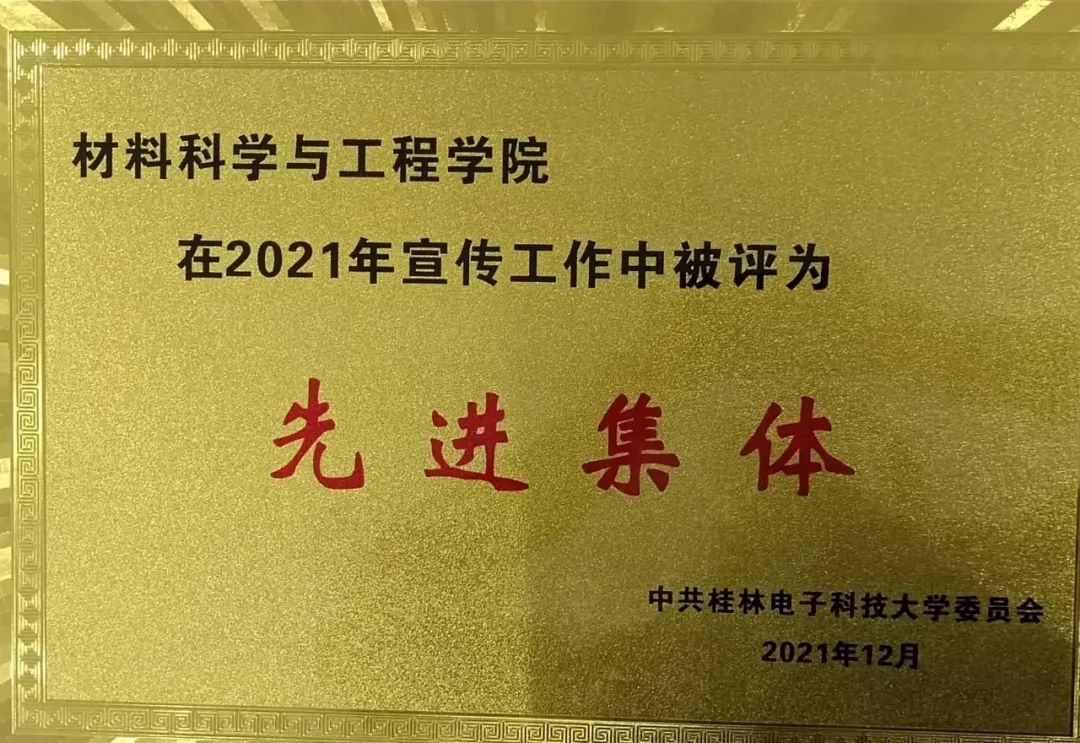 材料科学与工程学院
在2021年宣传工作中被评为
先进集体
中共桂林电子科技大学委员会
2021年12月